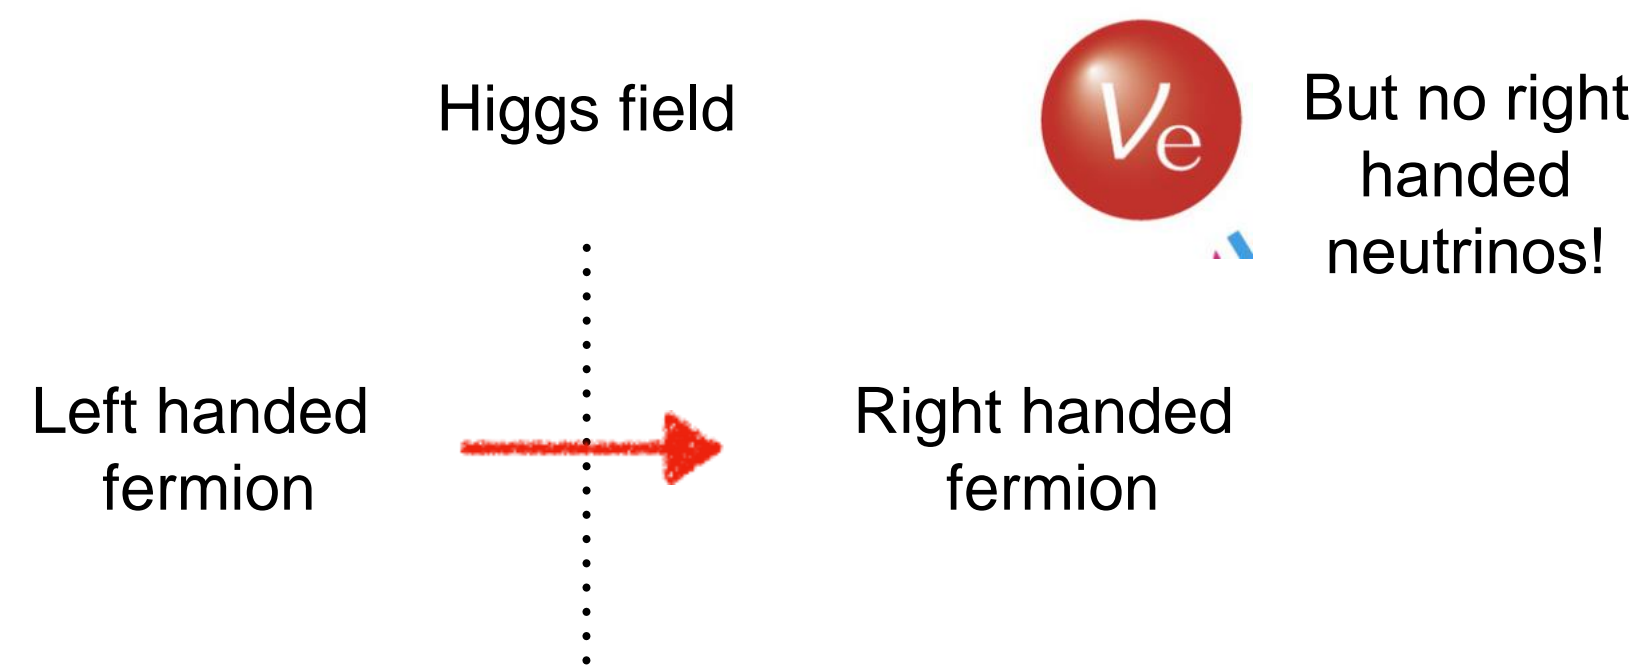 Higgs field
νe
But no right
handed
neutrinos!
Left handed
fermion
Right handed
fermion